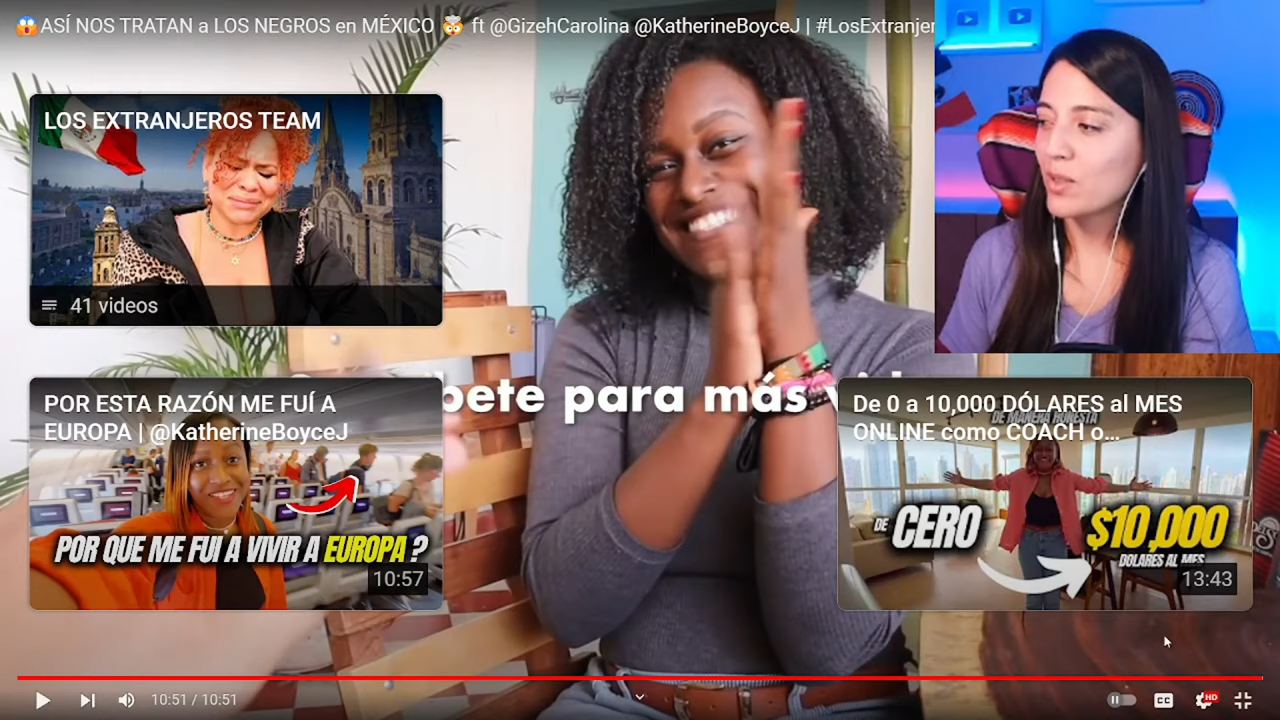 😱ASÍ NOS TRATAN a LOS NEGROS en MÉXICO 🤯 ft @GizehCarolina @KatherineBoyceJ | #LosExtranjer
LOS EXTRANJEROS TEAM
41 videos
bete para más
POR ESTA RAZÓN ME FUÍ A
EUROPA | @KatherineBoyceJ
POR QUE ME FUI A VIVIR A EUROPA ?
10:57
De 0 a 10,000 DÓLARES al MES
ONLINE como COACH o…
DE MANERA HONESTA
DE CERO
$10,000
DOLARES AL MES
13:43
10:51 / 10:51
CC
HD